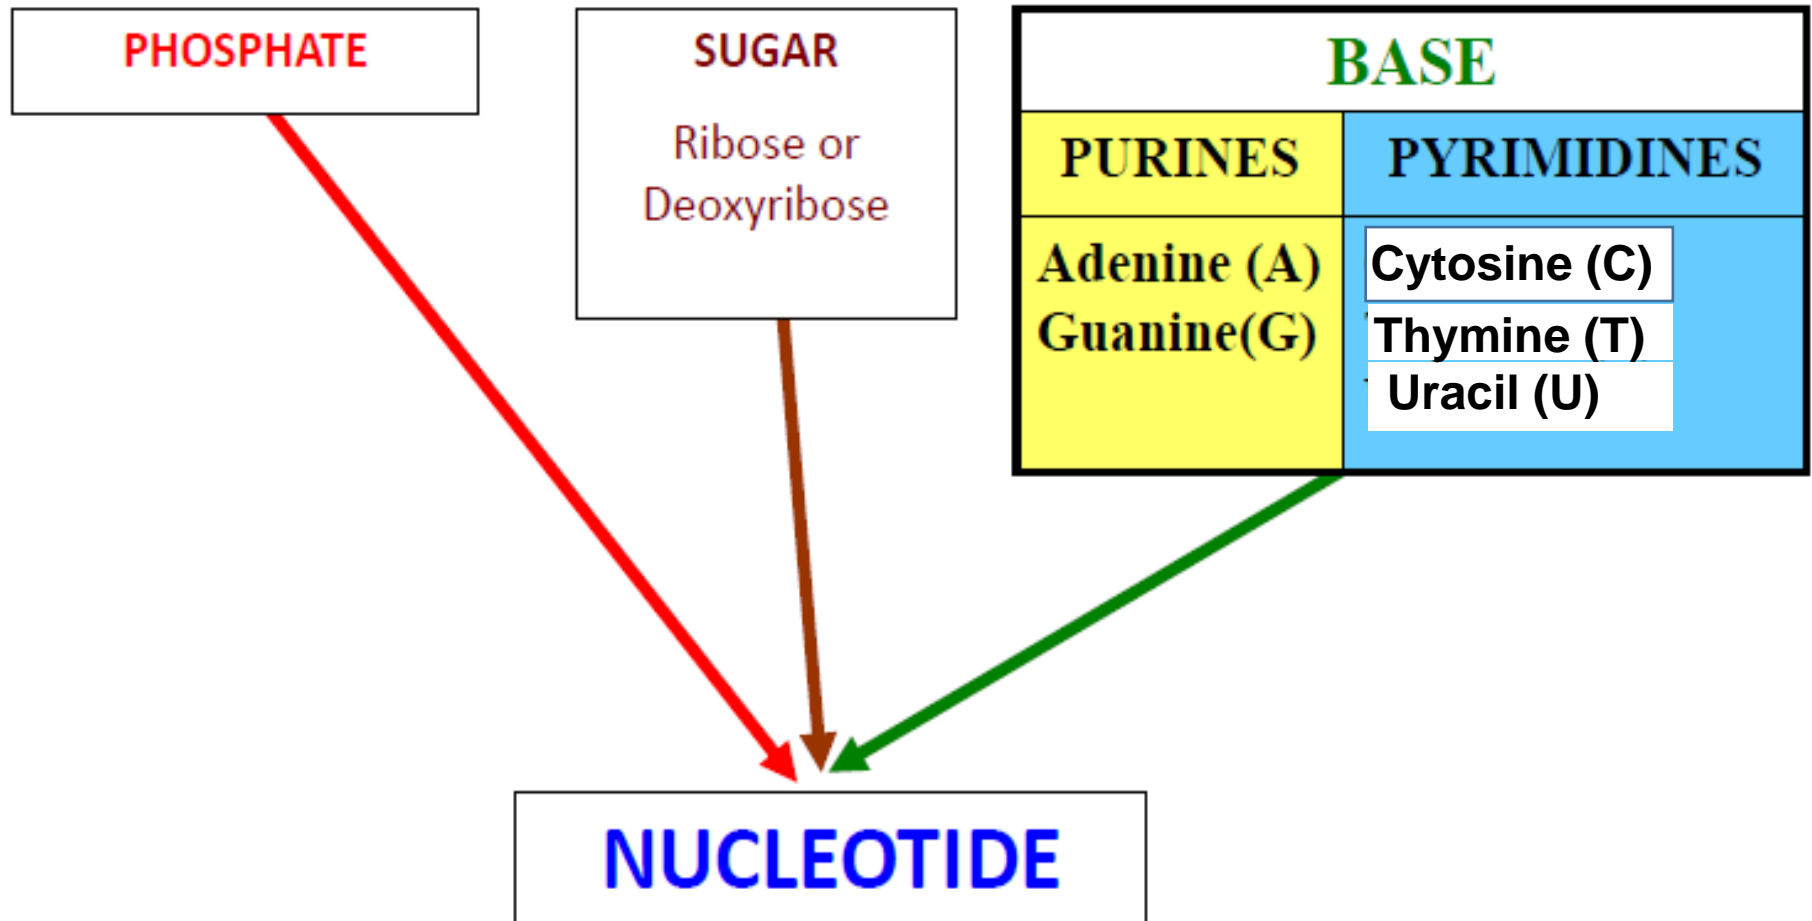 PHOSPHATE
SUGAR
Ribose or
Deoxyribose
BASE
PURINES
PYRIMIDINES
Adenine (A)
Guanine(G)
Cytosine (C)
Thymine (T)
Uracil (U)
NUCLEOTIDE